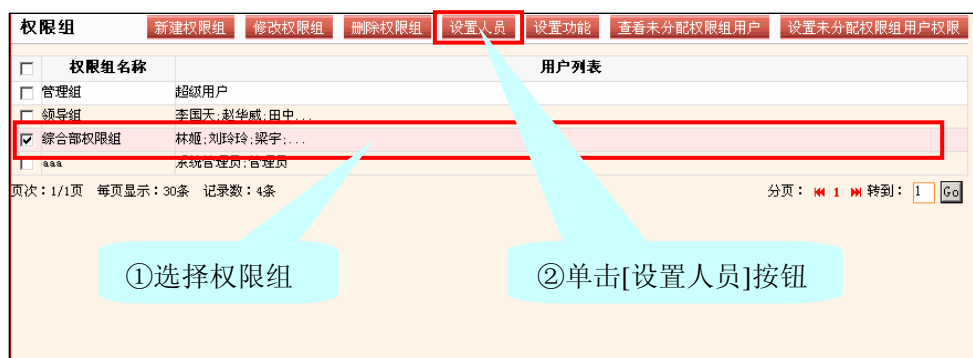 权限组 新建权限组 修改权限组 删除权限组 设置人员 设置功能 查看未分配权限组用户 设置未分配权限组用户权限
权限组名称 用户列表
管理组 超级用户
领导组 李国天;赵华威;田中...
综合部权限组 林姬;刘玲玲;梁宇;...
aaa 系统管理员;管理员
页次：1/1页 每页显示：30条 记录数：4条 分页： 1 转到： 1 Go
①选择权限组 ②单击[设置人员]按钮